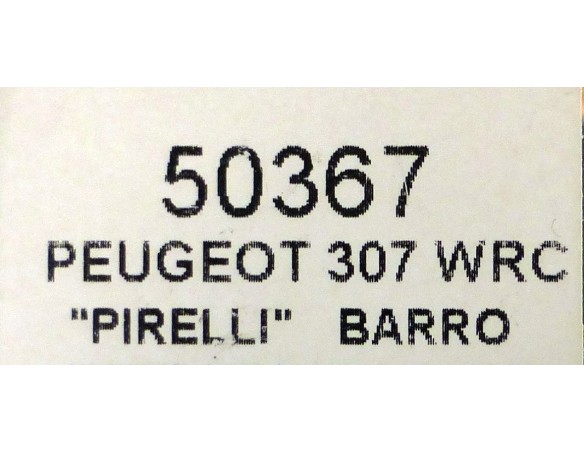 50367
PEUGEOT 307 WRC
"PIRELLI" BARRO